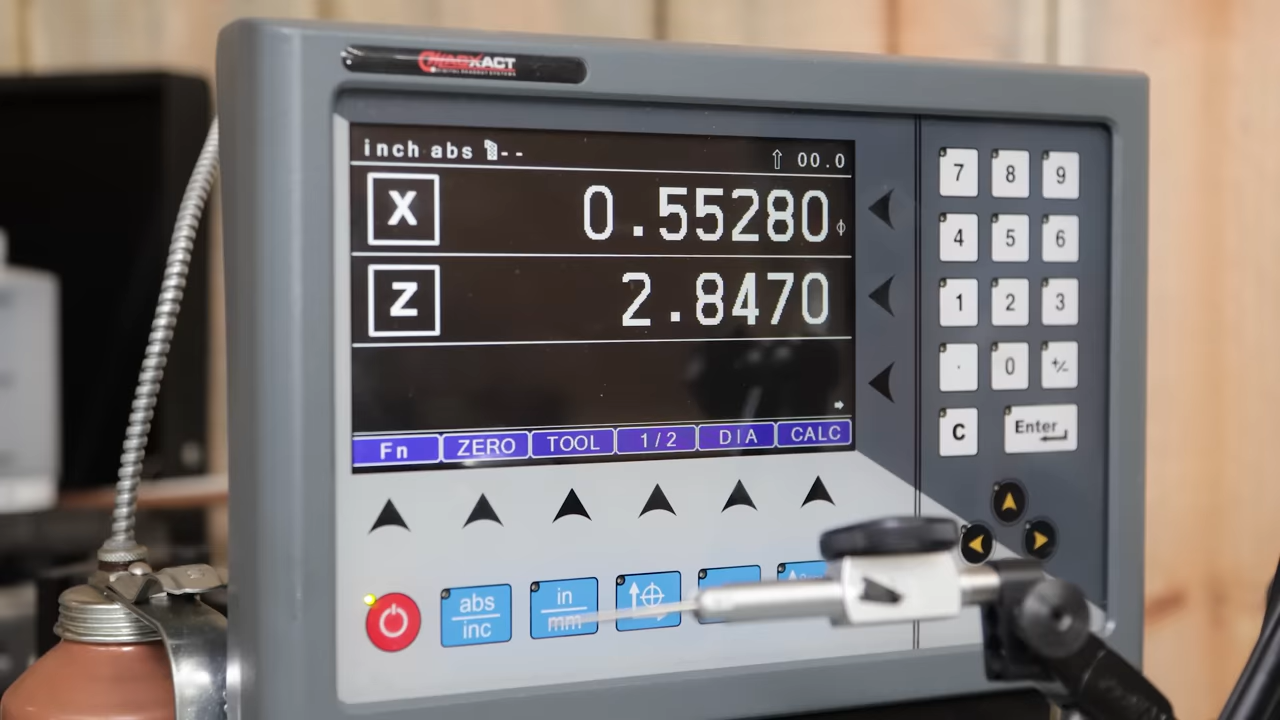 MAGXACT
inch abs -- ⇧ 00.0
X 0.55280 ϕ
Z 2.8470
Fn ZERO TOOL 1/2 DIA CALC
7 8 9
4 5 6
1 2 3
. 0 +/-
C Enter
abs
inc
in
mm